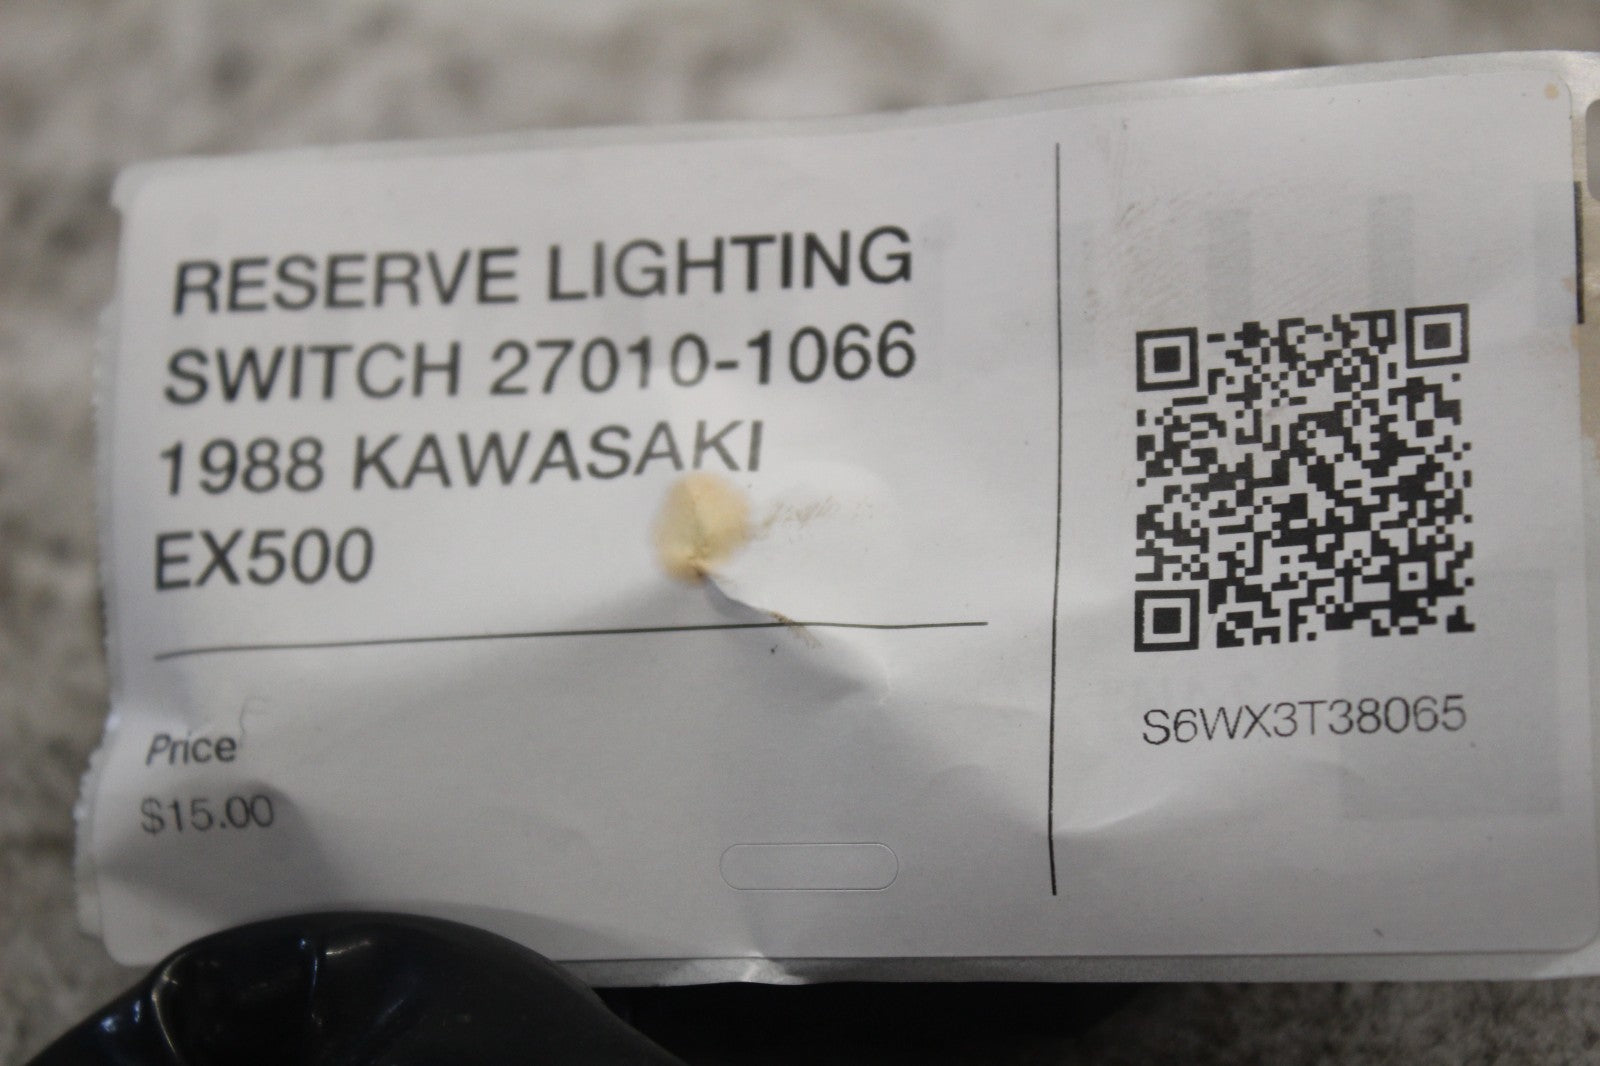 RESERVE LIGHTING
SWITCH 27010-1066
1988 KAWASAKI
EX500
Price
$15.00
S6WX3T38065